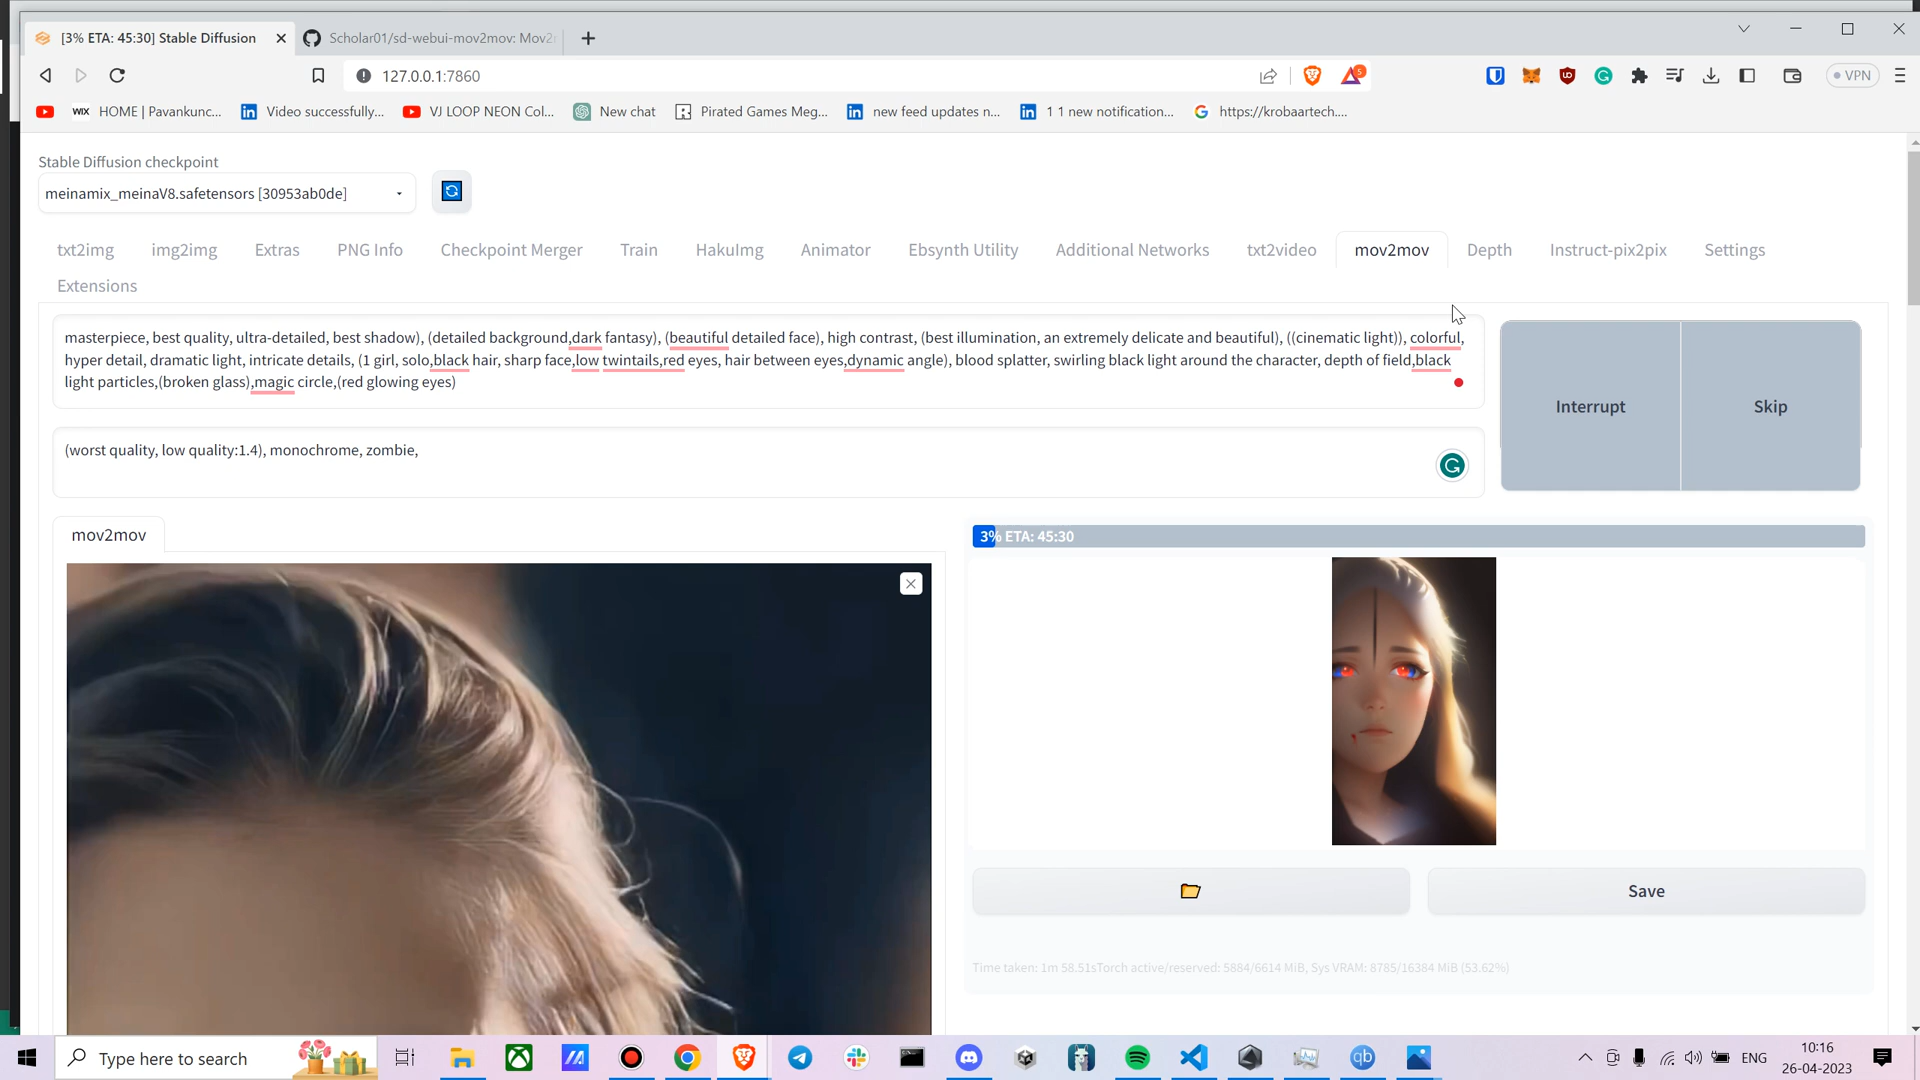 [3% ETA: 45:30] Stable Diffusion
Scholar01/sd-webui-mov2mov: Mov2
127.0.0.1:7860
5
VPN
WIX HOME | Pavankunc...
Video successfully...
VJ LOOP NEON Col...
New chat
Pirated Games Meg...
new feed updates n...
1 1 new notification...
https://krobaartech....
Stable Diffusion checkpoint
meinamix_meinaV8.safetensors [30953ab0de]
txt2img
img2img
Extras
PNG Info
Checkpoint Merger
Train
HakuImg
Animator
Ebsynth Utility
Additional Networks
txt2video
mov2mov
Depth
Instruct-pix2pix
Settings
Extensions
masterpiece, best quality, ultra-detailed, best shadow), (detailed background,dark fantasy), (beautiful detailed face), high contrast, (best illumination, an extremely delicate and beautiful), ((cinematic light)), colorful,
hyper detail, dramatic light, intricate details, (1 girl, solo,black hair, sharp face,low twintails,red eyes, hair between eyes,dynamic angle), blood splatter, swirling black light around the character, depth of field,black
light particles,(broken glass),magic circle,(red glowing eyes)
Interrupt
Skip
(worst quality, low quality:1.4), monochrome, zombie,
mov2mov
3% ETA: 45:30
Save
Time taken: 1m 58.51sTorch active/reserved: 5884/6614 MiB, Sys VRAM: 8785/16384 MiB (53.62%)
Type here to search
ENG
10:16
26-04-2023